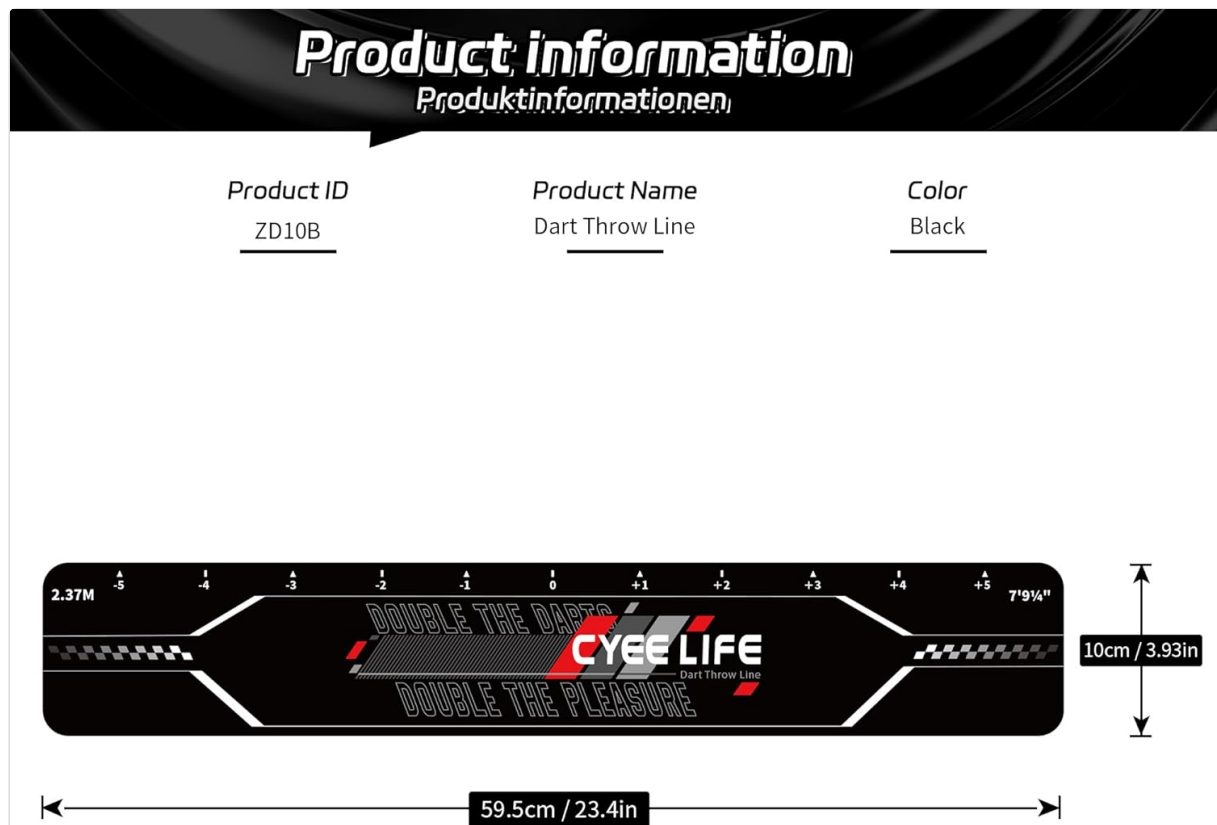 Product information
Produktinformationen
Product ID
Product Name
Color
ZD10B
Dart Throw Line
Black
2.37M
-5 -4 -3 -2 -1 0 +1 +2 +3 +4 +5
7'9¼"
DOUBLE THE DARTS
CYEE LIFE
Dart Throw Line
DOUBLE THE PLEASURE
10cm / 3.93in
59.5cm / 23.4in